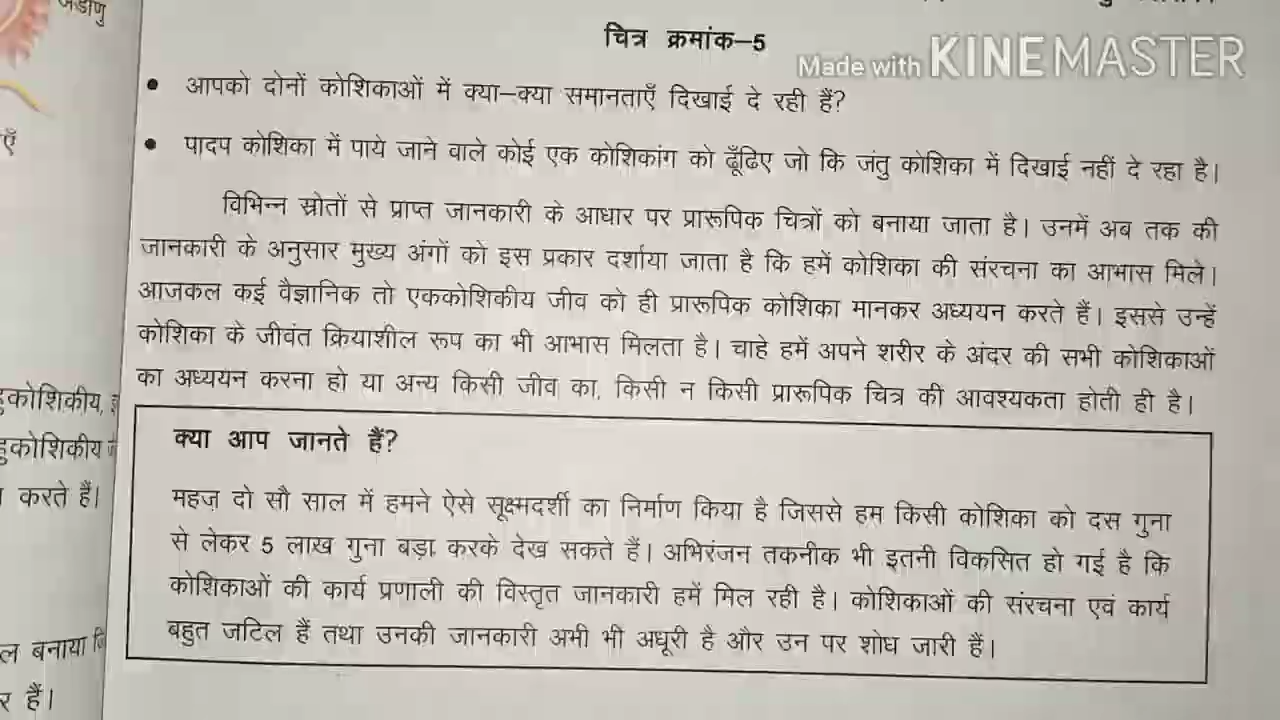 चित्र क्रमांक–5
Made with KINEMASTER
• आपको दोनों कोशिकाओं में क्या–क्या समानताएँ दिखाई दे रही हैं?
• पादप कोशिका में पाये जाने वाले कोई एक कोशिकांग को ढूँढिए जो कि जंतु कोशिका में दिखाई नहीं दे रहा है।
विभिन्न स्रोतों से प्राप्त जानकारी के आधार पर प्रारूपिक चित्रों को बनाया जाता है। उनमें अब तक की
जानकारी के अनुसार मुख्य अंगों को इस प्रकार दर्शाया जाता है कि हमें कोशिका की संरचना का आभास मिले।
आजकल कई वैज्ञानिक तो एककोशिकीय जीव को ही प्रारूपिक कोशिका मानकर अध्ययन करते हैं। इससे उन्हें
कोशिका के जीवंत क्रियाशील रूप का भी आभास मिलता है। चाहे हमें अपने शरीर के अंदर की सभी कोशिकाओं
का अध्ययन करना हो या अन्य किसी जीव का, किसी न किसी प्रारूपिक चित्र की आवश्यकता होती ही है।
क्या आप जानते हैं?
महज़ दो सौ साल में हमने ऐसे सूक्ष्मदर्शी का निर्माण किया है जिससे हम किसी कोशिका को दस गुना
से लेकर 5 लाख गुना बड़ा करके देख सकते हैं। अभिरंजन तकनीक भी इतनी विकसित हो गई है कि
कोशिकाओं की कार्य प्रणाली की विस्तृत जानकारी हमें मिल रही है। कोशिकाओं की संरचना एवं कार्य
बहुत जटिल हैं तथा उनकी जानकारी अभी भी अधूरी है और उन पर शोध जारी हैं।
करते हैं।
बनाया
हैं।